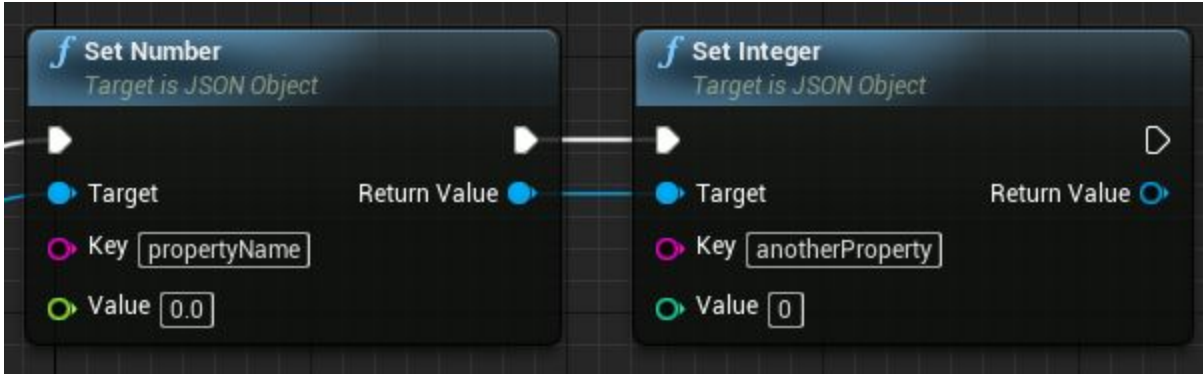 f Set Number
Target is JSON Object
Target Return Value
Key propertyName
Value 0.0
f Set Integer
Target is JSON Object
Target Return Value
Key anotherProperty
Value 0